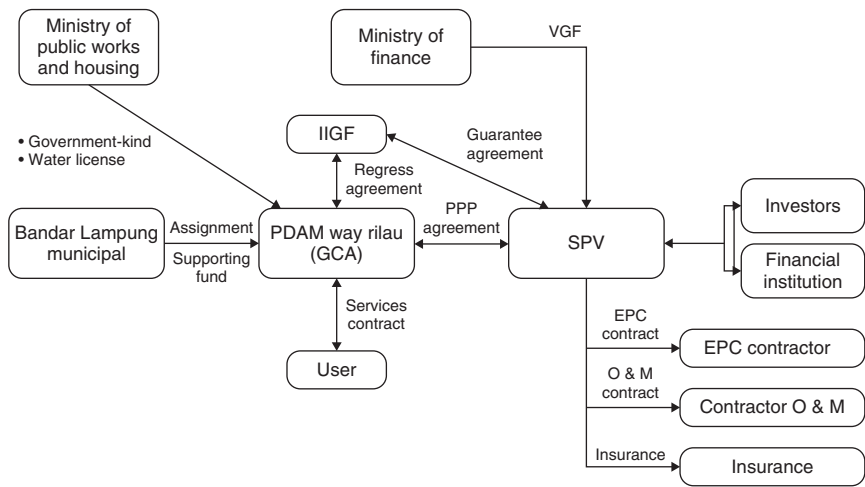 Ministry of
public works
and housing
Ministry of
finance
VGF
• Government-kind
• Water license
IIGF
Guarantee
agreement
Regress
agreement
Bandar Lampung
municipal
Assignment
Supporting
fund
PDAM way rilau
(GCA)
PPP
agreement
SPV
Investors
Financial
institution
Services
contract
User
EPC
contract
EPC contractor
O & M
contract
Contractor O & M
Insurance
Insurance